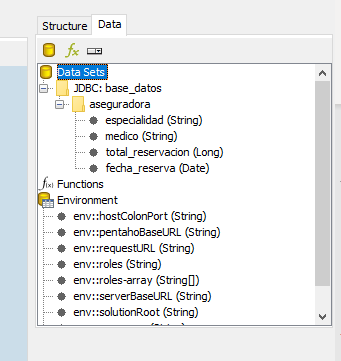 Structure Data
Data Sets
JDBC: base_datos
aseguradora
especialidad (String)
medico (String)
total_reservacion (Long)
fecha_reserva (Date)
Functions
Environment
env::hostColonPort (String)
env::pentahoBaseURL (String)
env::requestURL (String)
env::roles (String)
env::roles-array (String[])
env::serverBaseURL (String)
env::solutionRoot (String)